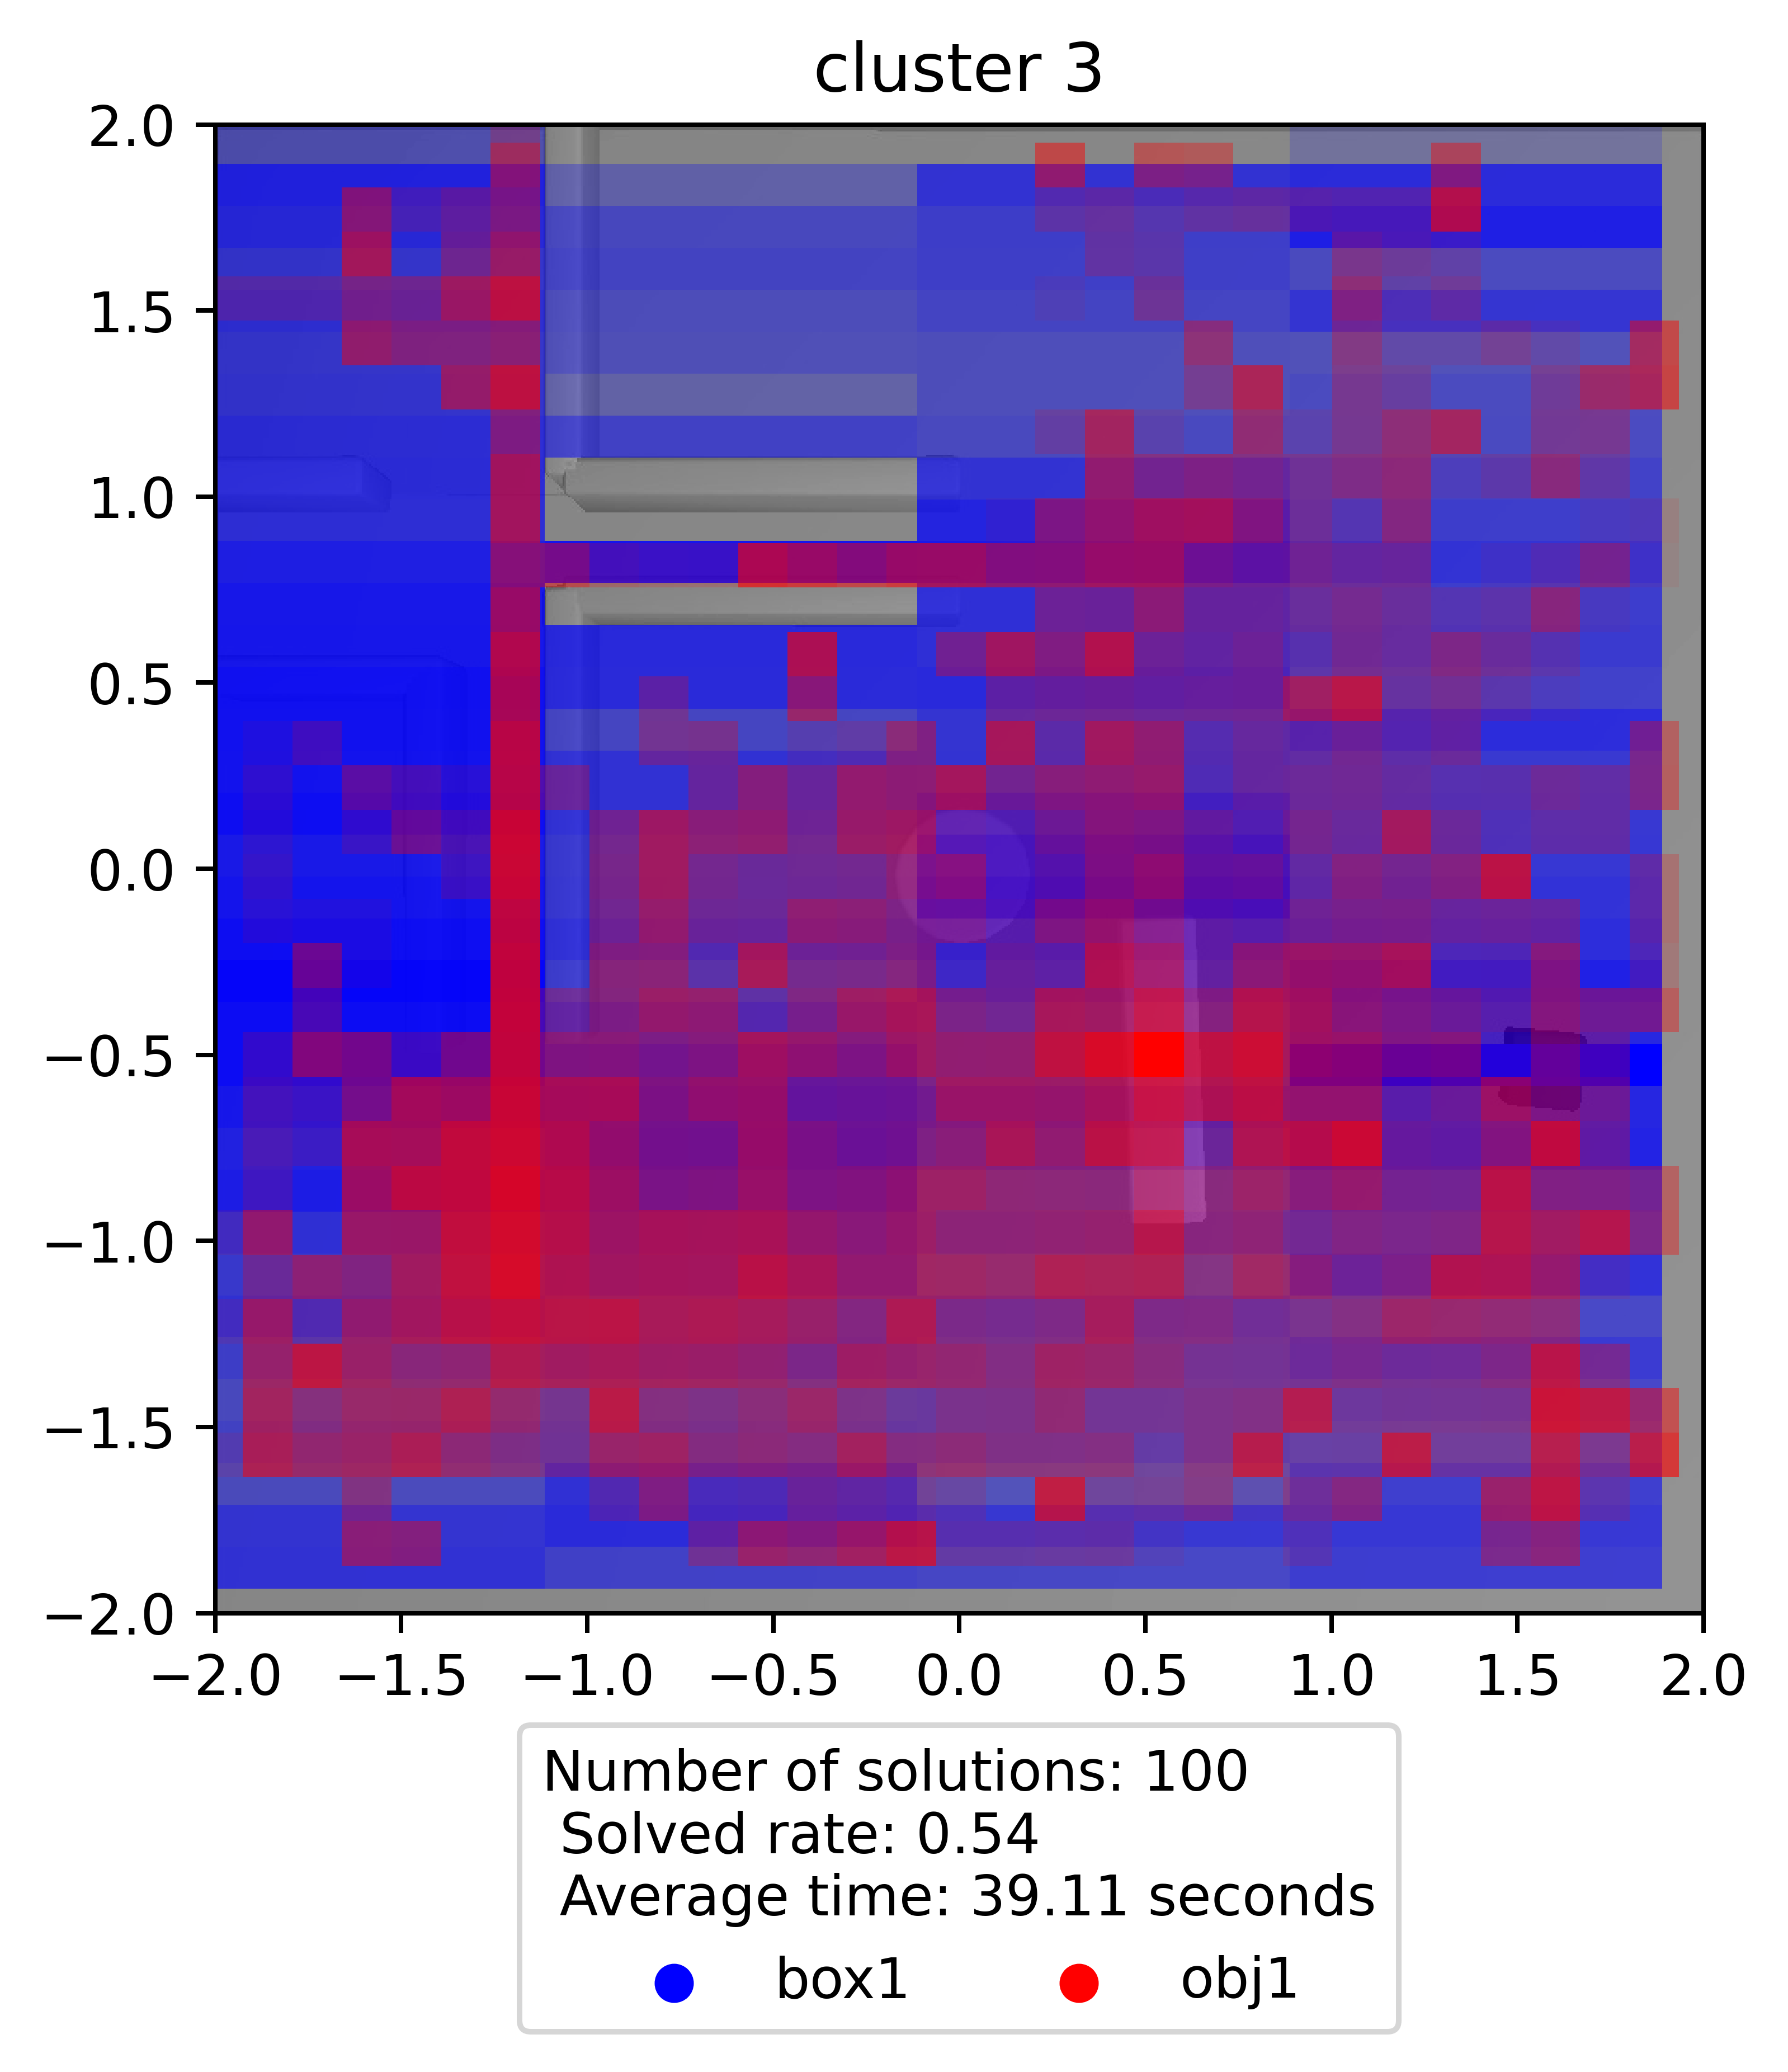 cluster 3
2.0
1.5
1.0
0.5
0.0
−0.5
−1.0
−1.5
−2.0
−2.0 −1.5 −1.0 −0.5 0.0 0.5 1.0 1.5 2.0
Number of solutions: 100
Solved rate: 0.54
Average time: 39.11 seconds
box1 obj1